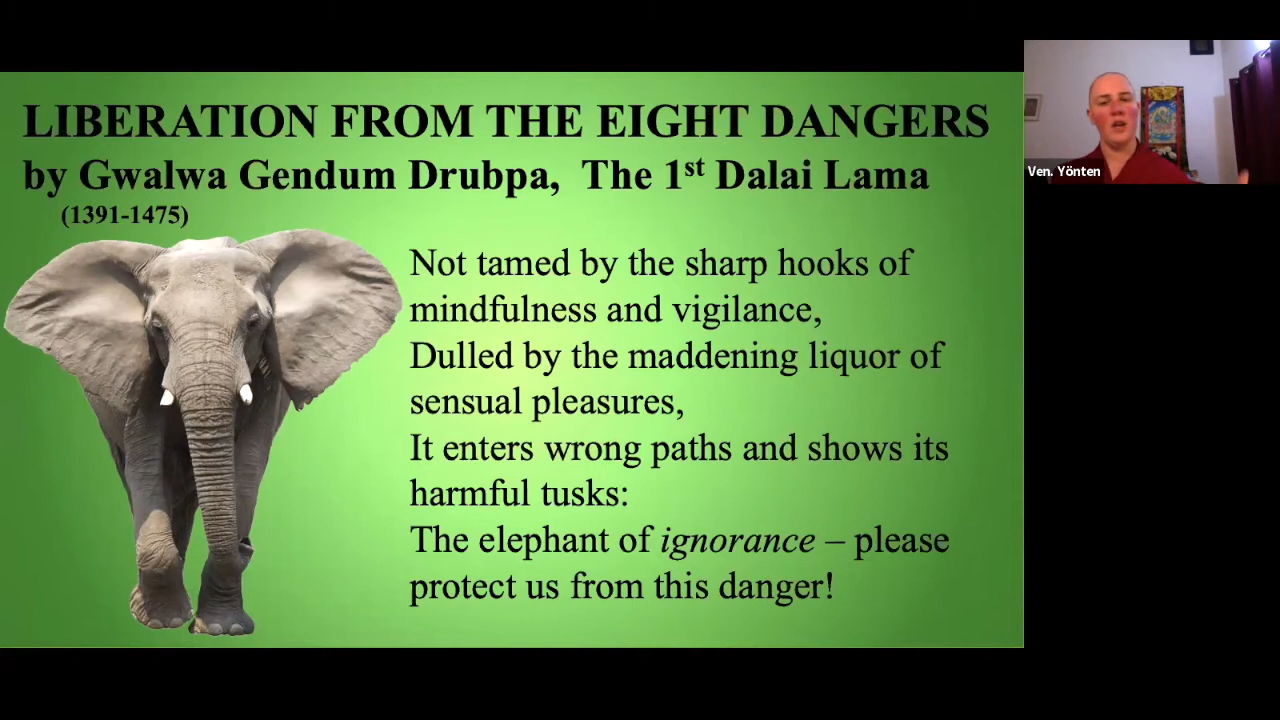 LIBERATION FROM THE EIGHT DANGERS
by Gwalwa Gendum Drubpa, The 1st Dalai Lama
(1391-1475)
Not tamed by the sharp hooks of
mindfulness and vigilance,
Dulled by the maddening liquor of
sensual pleasures,
It enters wrong paths and shows its
harmful tusks:
The elephant of ignorance – please
protect us from this danger!
Ven. Yönten